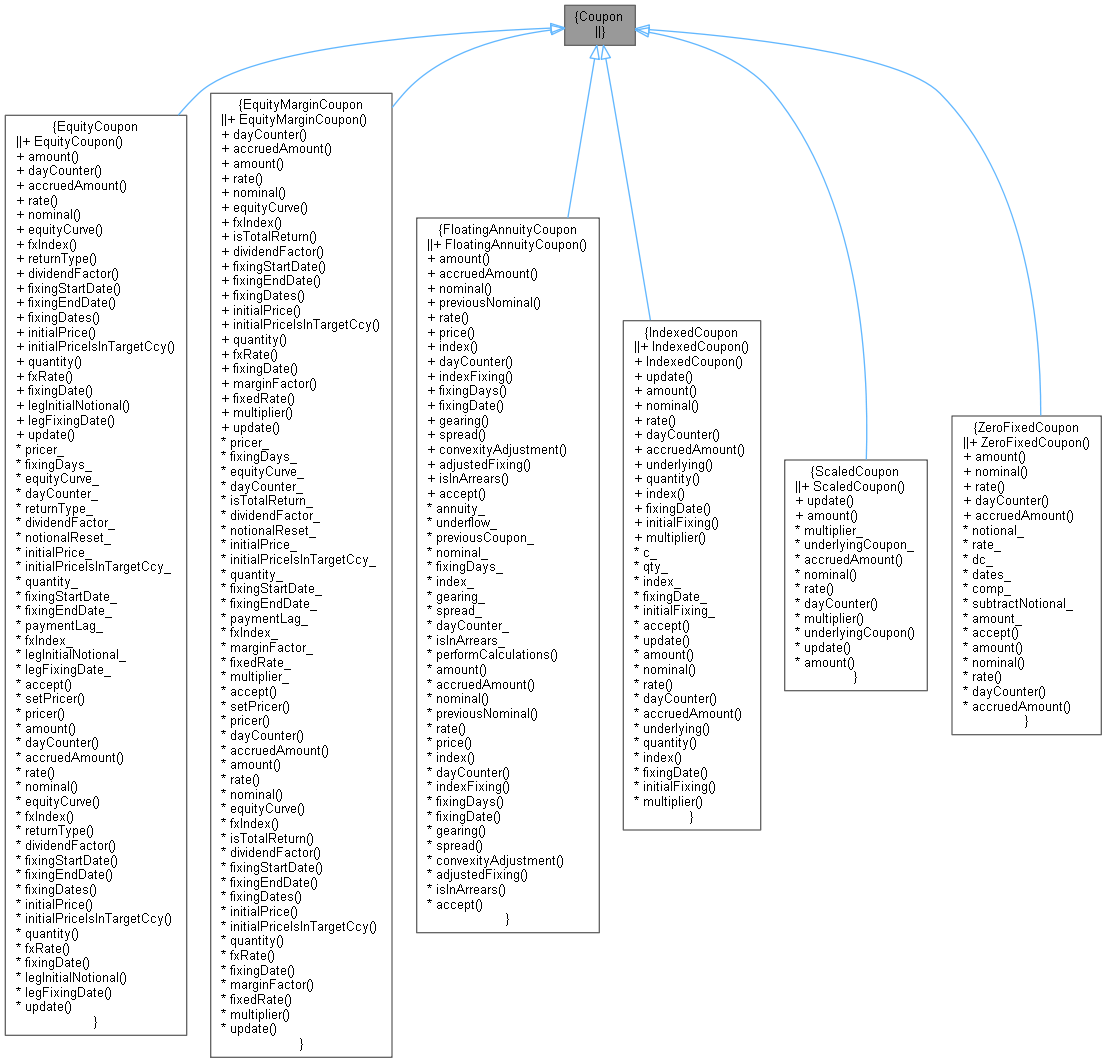 {Coupon
||}
{EquityCoupon
||+ EquityCoupon()
+ amount()
+ dayCounter()
+ accruedAmount()
+ rate()
+ nominal()
+ equityCurve()
+ fxIndex()
+ returnType()
+ dividendFactor()
+ fixingStartDate()
+ fixingEndDate()
+ fixingDates()
+ initialPrice()
+ initialPriceIsInTargetCcy()
+ quantity()
+ fxRate()
+ fixingDate()
+ legInitialNotional()
+ legFixingDate()
+ update()
* pricer_
* fixingDays_
* equityCurve_
* dayCounter_
* returnType_
* dividendFactor_
* notionalReset_
* initialPrice_
* initialPriceIsInTargetCcy_
* quantity_
* fixingStartDate_
* fixingEndDate_
* paymentLag_
* fxIndex_
* legInitialNotional_
* legFixingDate_
* accept()
* setPricer()
* pricer()
* amount()
* dayCounter()
* accruedAmount()
* rate()
* nominal()
* equityCurve()
* fxIndex()
* returnType()
* dividendFactor()
* fixingStartDate()
* fixingEndDate()
* fixingDates()
* initialPrice()
* initialPriceIsInTargetCcy()
* quantity()
* fxRate()
* fixingDate()
* legInitialNotional()
* legFixingDate()
* update()
}
{EquityMarginCoupon
||+ EquityMarginCoupon()
+ dayCounter()
+ accruedAmount()
+ amount()
+ rate()
+ nominal()
+ equityCurve()
+ fxIndex()
+ isTotalReturn()
+ dividendFactor()
+ fixingStartDate()
+ fixingEndDate()
+ fixingDates()
+ initialPrice()
+ initialPriceIsInTargetCcy()
+ quantity()
+ fxRate()
+ fixingDate()
+ marginFactor()
+ fixedRate()
+ multiplier()
+ update()
* pricer_
* fixingDays_
* equityCurve_
* dayCounter_
* isTotalReturn_
* dividendFactor_
* notionalReset_
* initialPrice_
* initialPriceIsInTargetCcy_
* quantity_
* fixingStartDate_
* fixingEndDate_
* paymentLag_
* fxIndex_
* marginFactor_
* fixedRate_
* multiplier_
* accept()
* setPricer()
* pricer()
* dayCounter()
* accruedAmount()
* amount()
* rate()
* nominal()
* equityCurve()
* fxIndex()
* isTotalReturn()
* dividendFactor()
* fixingStartDate()
* fixingEndDate()
* fixingDates()
* initialPrice()
* initialPriceIsInTargetCcy()
* quantity()
* fxRate()
* fixingDate()
* marginFactor()
* fixedRate()
* multiplier()
* update()
}
{FloatingAnnuityCoupon
||+ FloatingAnnuityCoupon()
+ amount()
+ accruedAmount()
+ nominal()
+ previousNominal()
+ rate()
+ price()
+ index()
+ dayCounter()
+ indexFixing()
+ fixingDays()
+ fixingDate()
+ gearing()
+ spread()
+ convexityAdjustment()
+ adjustedFixing()
+ isInArrears()
+ accept()
* annuity_
* underflow_
* previousCoupon_
* nominal_
* fixingDays_
* index_
* gearing_
* spread_
* dayCounter_
* isInArrears_
* performCalculations()
* amount()
* accruedAmount()
* nominal()
* previousNominal()
* rate()
* price()
* index()
* dayCounter()
* indexFixing()
* fixingDays()
* fixingDate()
* gearing()
* spread()
* convexityAdjustment()
* adjustedFixing()
* isInArrears()
* accept()
}
{IndexedCoupon
||+ IndexedCoupon()
+ IndexedCoupon()
+ update()
+ amount()
+ nominal()
+ rate()
+ dayCounter()
+ accruedAmount()
+ underlying()
+ quantity()
+ index()
+ fixingDate()
+ initialFixing()
+ multiplier()
* c_
* qty_
* index_
* fixingDate_
* initialFixing_
* accept()
* update()
* amount()
* nominal()
* rate()
* dayCounter()
* accruedAmount()
* underlying()
* quantity()
* index()
* fixingDate()
* initialFixing()
* multiplier()
}
{ScaledCoupon
||+ ScaledCoupon()
+ update()
+ amount()
* multiplier_
* underlyingCoupon_
* accruedAmount()
* nominal()
* rate()
* dayCounter()
* multiplier()
* underlyingCoupon()
* update()
* amount()
}
{ZeroFixedCoupon
||+ ZeroFixedCoupon()
+ amount()
+ nominal()
+ rate()
+ dayCounter()
+ accruedAmount()
* notional_
* rate_
* dc_
* dates_
* comp_
* subtractNotional_
* amount_
* accept()
* amount()
* nominal()
* rate()
* dayCounter()
* accruedAmount()
}